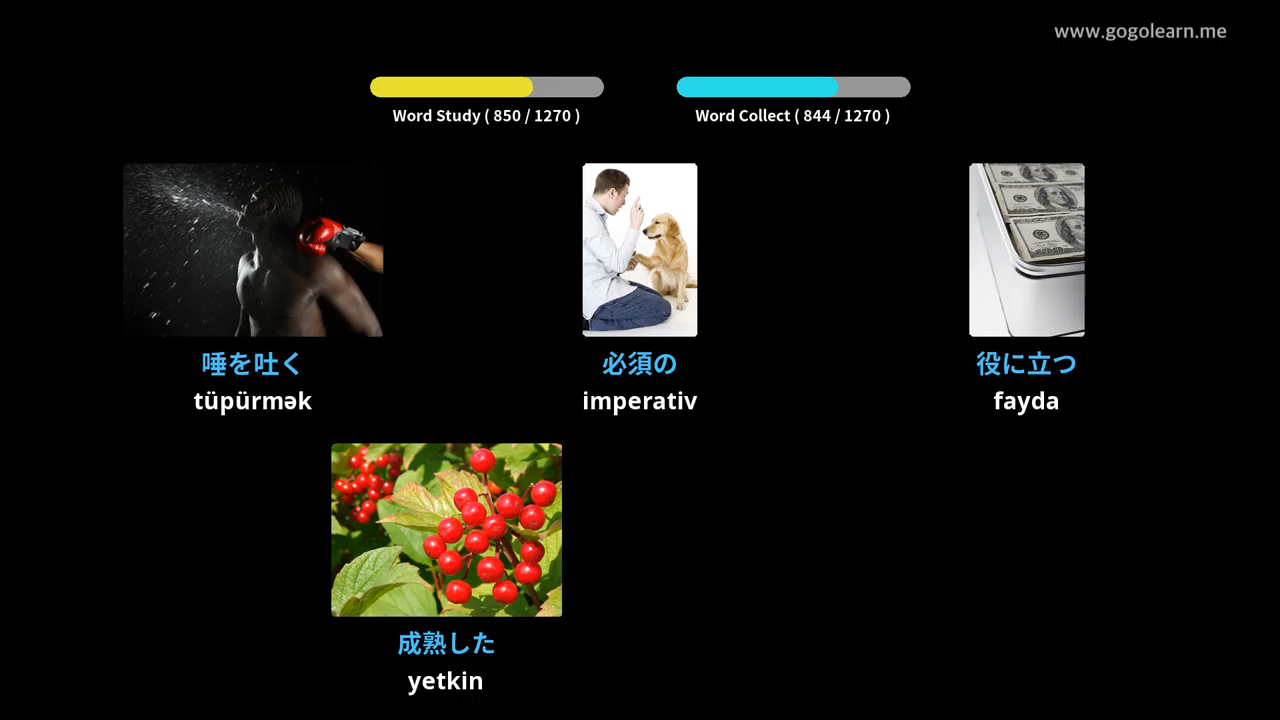 www.gogolearn.me
Word Study ( 850 / 1270 )
Word Collect ( 844 / 1270 )
唾を吐く
tüpürmək
必須の
imperativ
役に立つ
fayda
成熟した
yetkin